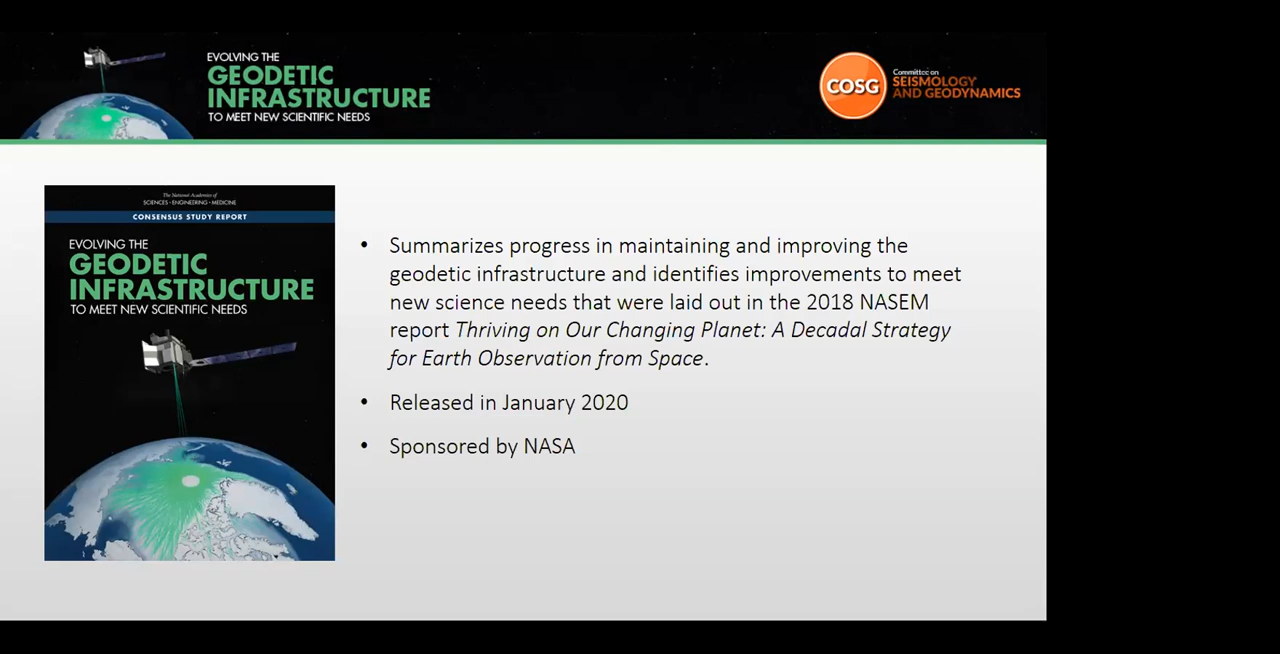 EVOLVING THE
GEODETIC
INFRASTRUCTURE
TO MEET NEW SCIENTIFIC NEEDS
COSG
Committee on
SEISMOLOGY
AND GEODYNAMICS
The National Academies of
SCIENCES · ENGINEERING · MEDICINE
CONSENSUS STUDY REPORT
EVOLVING THE
GEODETIC
INFRASTRUCTURE
TO MEET NEW SCIENTIFIC NEEDS
• Summarizes progress in maintaining and improving the
geodetic infrastructure and identifies improvements to meet
new science needs that were laid out in the 2018 NASEM
report Thriving on Our Changing Planet: A Decadal Strategy
for Earth Observation from Space.
• Released in January 2020
• Sponsored by NASA